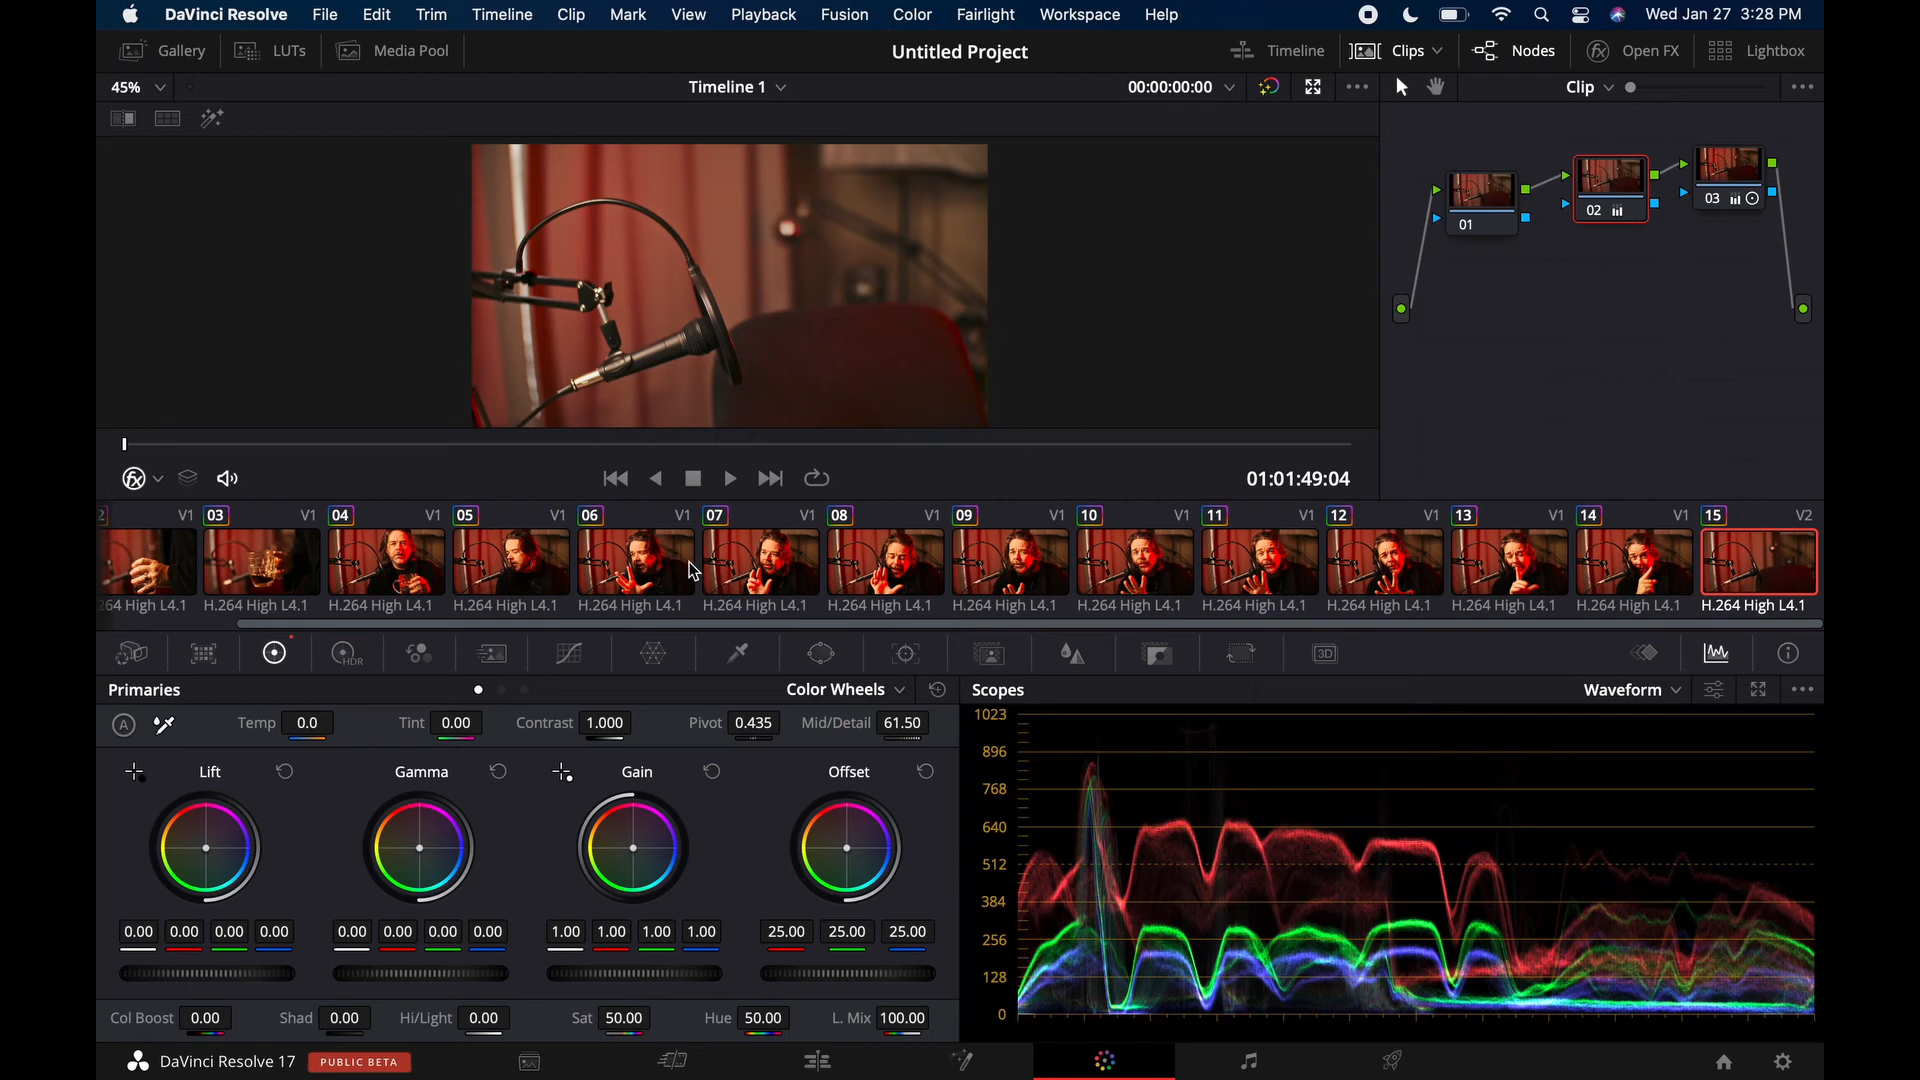 DaVinci Resolve File Edit Trim Timeline Clip Mark View Playback Fusion Color Fairlight Workspace Help Wed Jan 27 3:28 PM
Gallery LUTs Media Pool Untitled Project Timeline Clips Nodes Open FX Lightbox
45% Timeline 1 00:00:00:00 Clip
01 02 03
01:01:49:04
2 V1 03 V1 04 V1 05 V1 06 V1 07 V1 08 V1 09 V1 10 V1 11 V1 12 V1 13 V1 14 V1 15 V2
264 High L4.1 H.264 High L4.1 H.264 High L4.1 H.264 High L4.1 H.264 High L4.1 H.264 High L4.1 H.264 High L4.1 H.264 High L4.1 H.264 High L4.1 H.264 High L4.1 H.264 High L4.1 H.264 High L4.1 H.264 High L4.1 H.264 High L4.1
HDR 3D
Primaries Color Wheels Scopes Waveform
A Temp 0.0 Tint 0.00 Contrast 1.000 Pivot 0.435 Mid/Detail 61.50
Lift Gamma Gain Offset
0.00 0.00 0.00 0.00 0.00 0.00 0.00 0.00 1.00 1.00 1.00 1.00 25.00 25.00 25.00
Col Boost 0.00 Shad 0.00 Hi/Light 0.00 Sat 50.00 Hue 50.00 L. Mix 100.00
1023
896
768
640
512
384
256
128
0
DaVinci Resolve 17 PUBLIC BETA